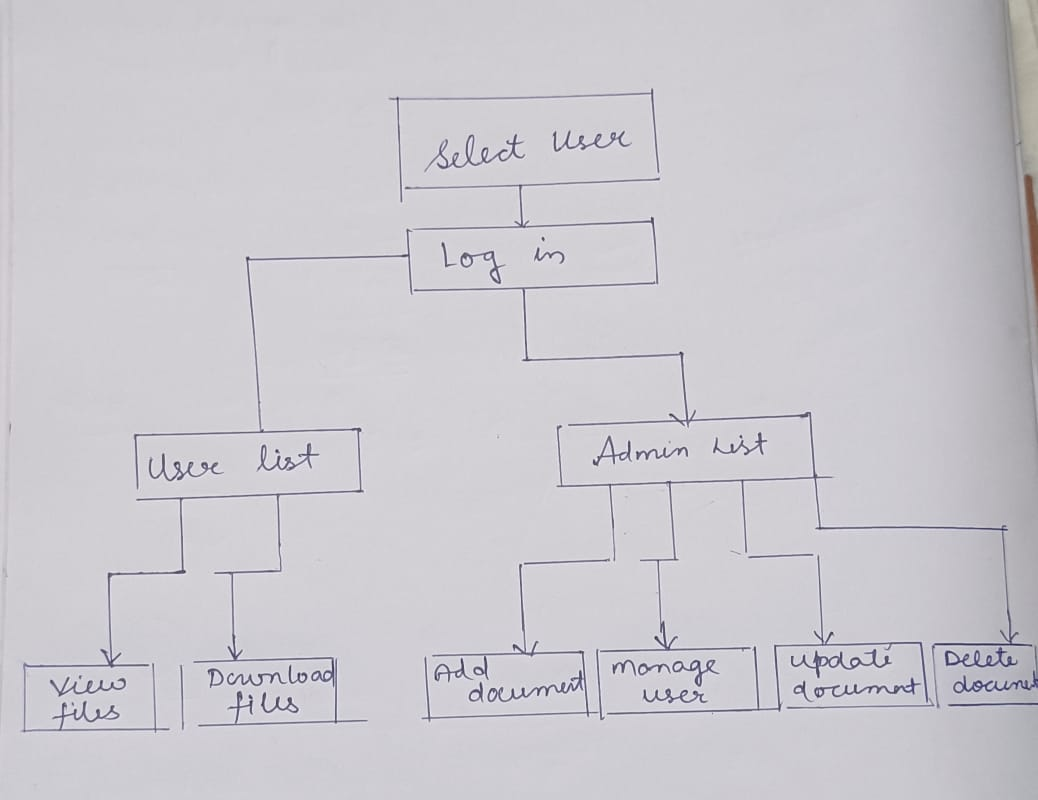 Select User
Log in
User list
Admin List
View
files
Download
files
Add
document
manage
user
update
document
Delete